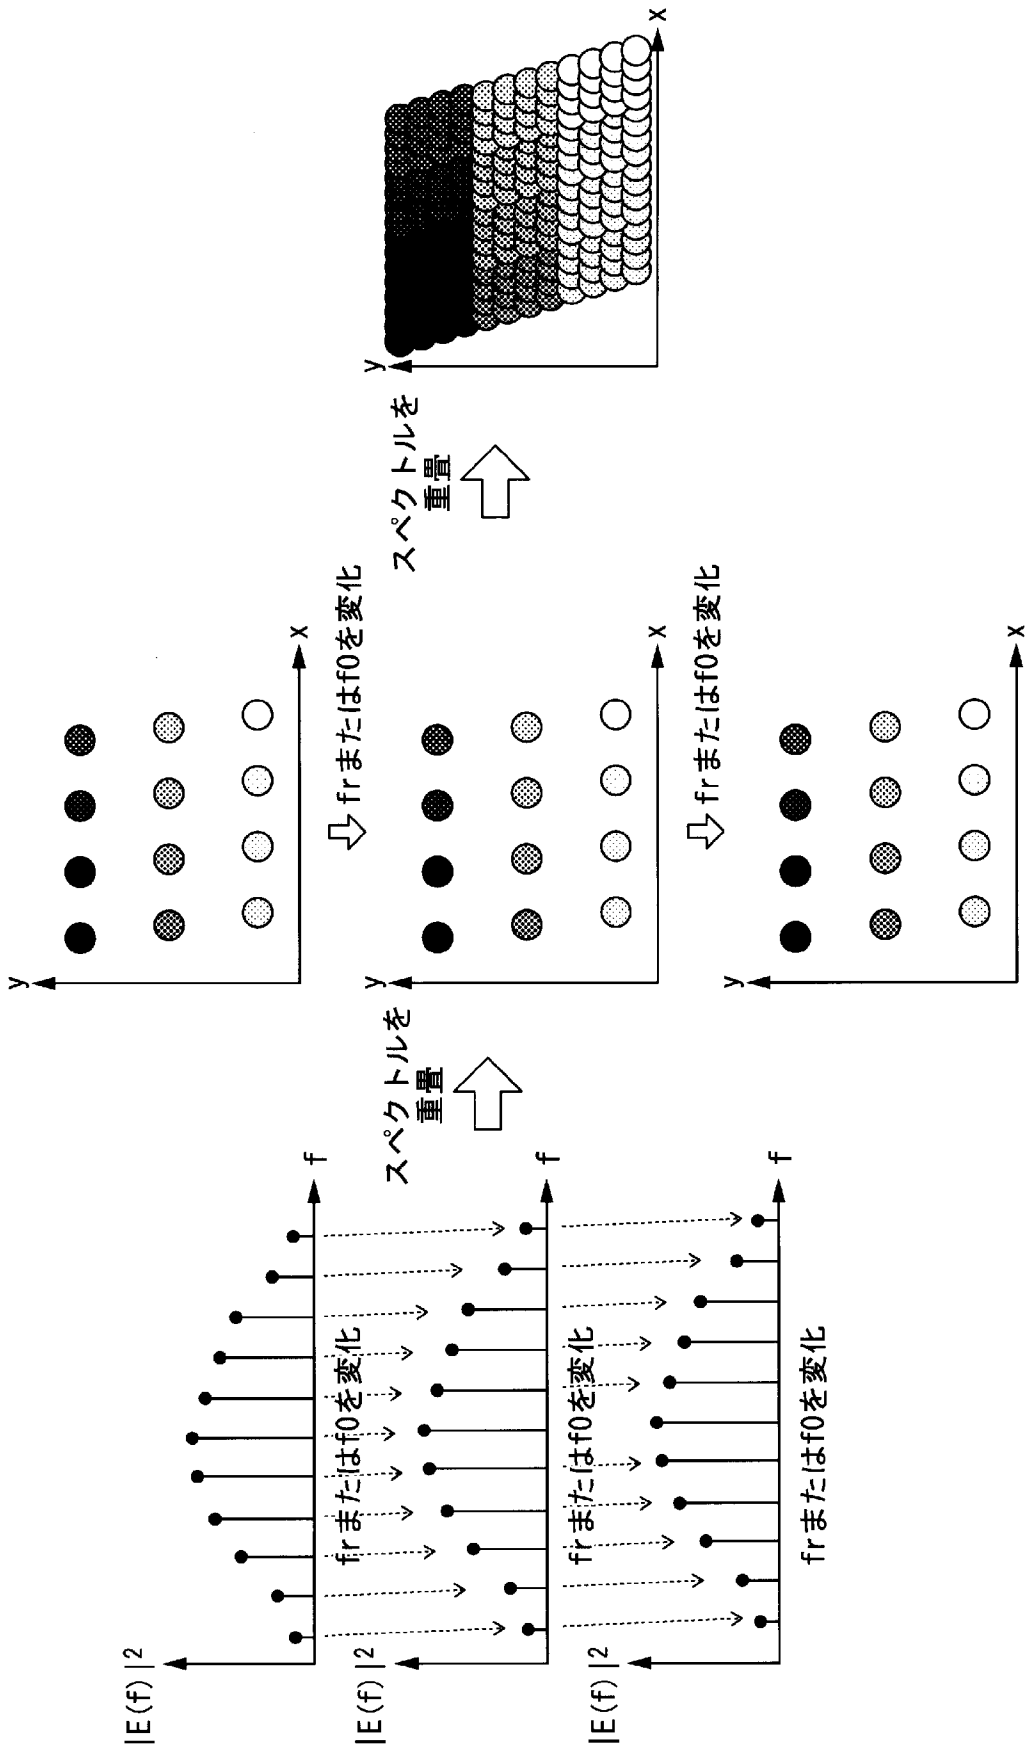 |E(f)|2
f
frまたはf0を変化
|E(f)|2
f
frまたはf0を変化
|E(f)|2
f
frまたはf0を変化
スペクトルを
重畳
y
x
frまたはf0を変化
y
x
frまたはf0を変化
y
x
スペクトルを
重畳
y
x